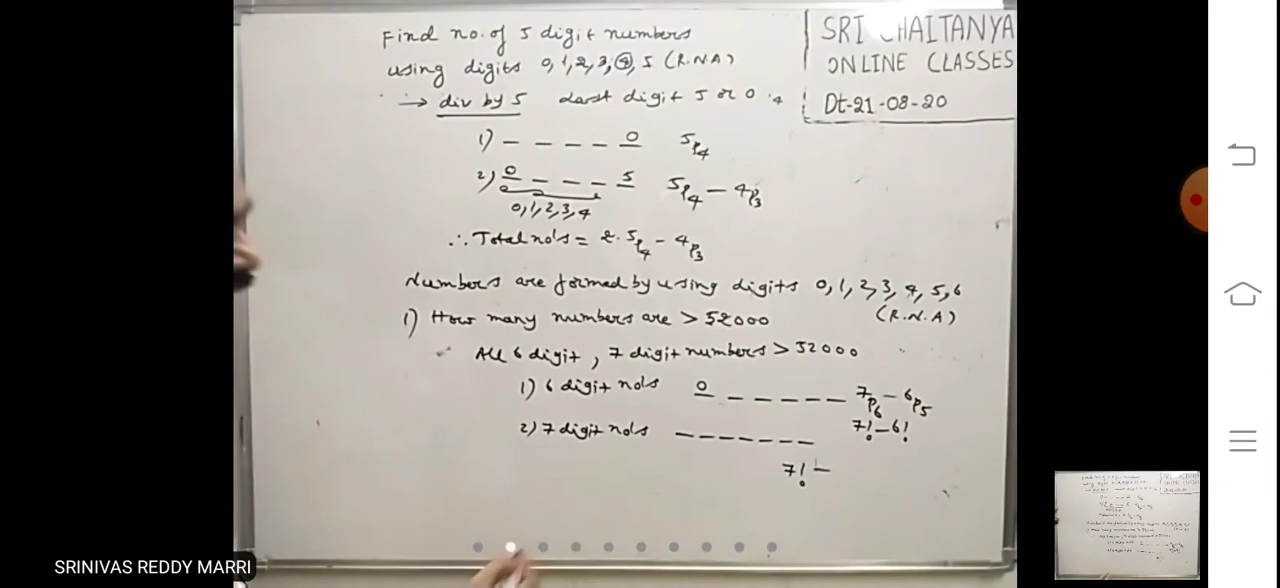 Find no. of 5 digit numbers
using digits 0, 1, 2, 3, 4, 5 (R.N.A)
→ div by 5 Last digit 5 or 0
1) _ _ _ _ 0 5P4
2) 0 _ _ _ 5 5P4 - 4P3
0, 1, 2, 3, 4
∴ Total no's = 2. 5P4 - 4P3
Numbers are formed by using digits 0, 1, 2, 3, 4, 5, 6
(R.N.A)
1) How many numbers are > 52000
All 6 digit, 7 digit numbers > 52000
1) 6 digit no's 0 _ _ _ _ _ 7P6 - 6P5
7! - 6!
2) 7 digit no's _ _ _ _ _ _ _
7! -
SRI CHAITANYA
ONLINE CLASSES
Dt-21-08-20
SRINIVAS REDDY MARRI